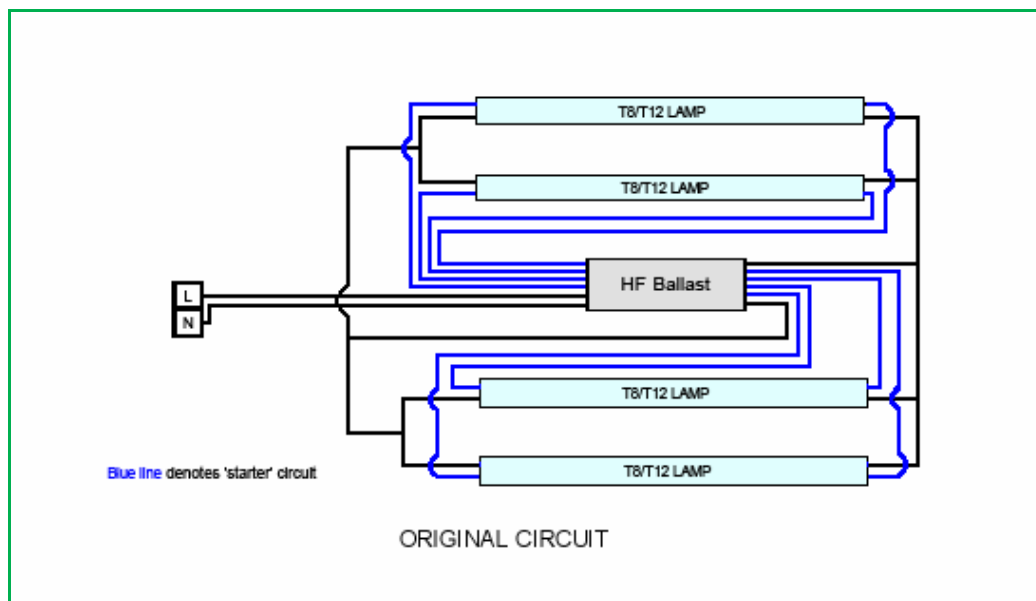 T8/T12 LAMP
T8/T12 LAMP
HF Ballast
L
N
T8/T12 LAMP
Blue line denotes 'starter' circuit
T8/T12 LAMP
ORIGINAL CIRCUIT